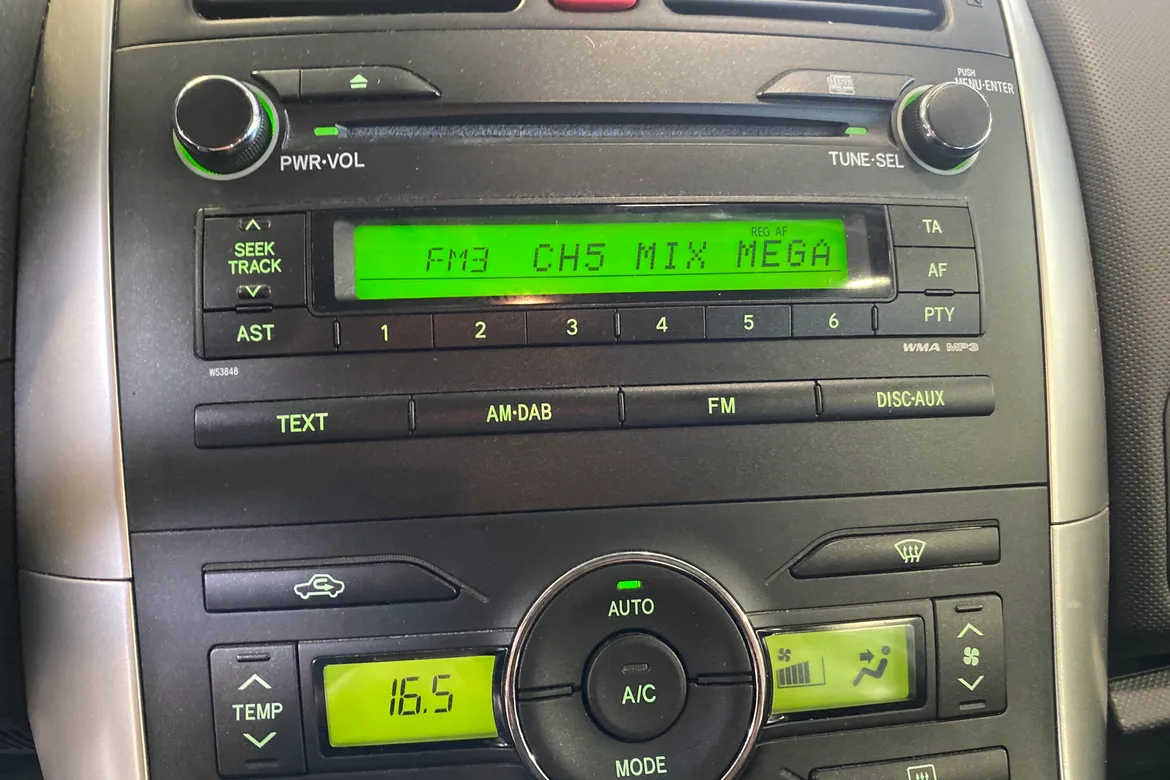 PUSH
MENU·ENTER
PWR·VOL
TUNE·SEL
SEEK
TRACK
REG AF
FM3 CH5 MIX MEGA
TA
AF
PTY
AST
1
2
3
4
5
6
WMA MP3
W53848
TEXT
AM·DAB
FM
DISC·AUX
AUTO
TEMP
16.5
A/C
MODE